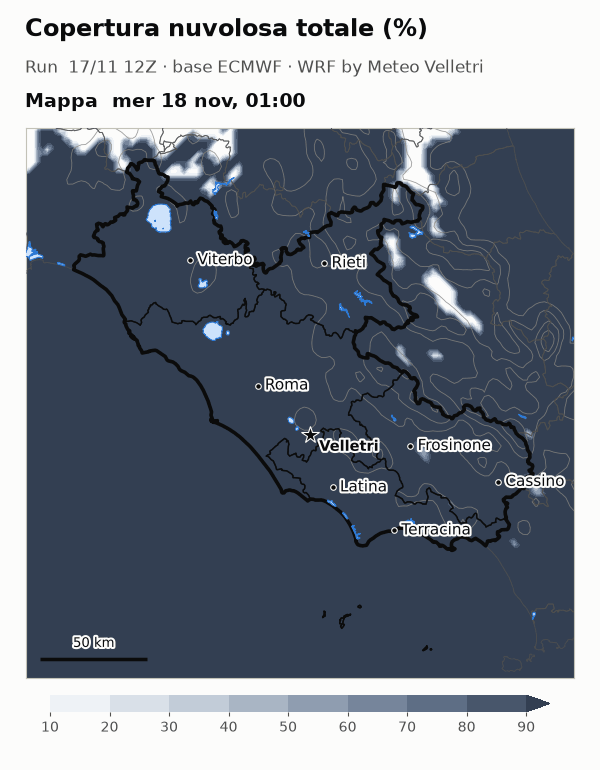 Copertura nuvolosa totale (%)
Run  17/11 12Z · base ECMWF · WRF by Meteo Velletri
Mappa  mer 18 nov, 01:00
Viterbo
Rieti
Roma
Velletri
Frosinone
Cassino
Latina
Terracina
50 km
10 20 30 40 50 60 70 80 90